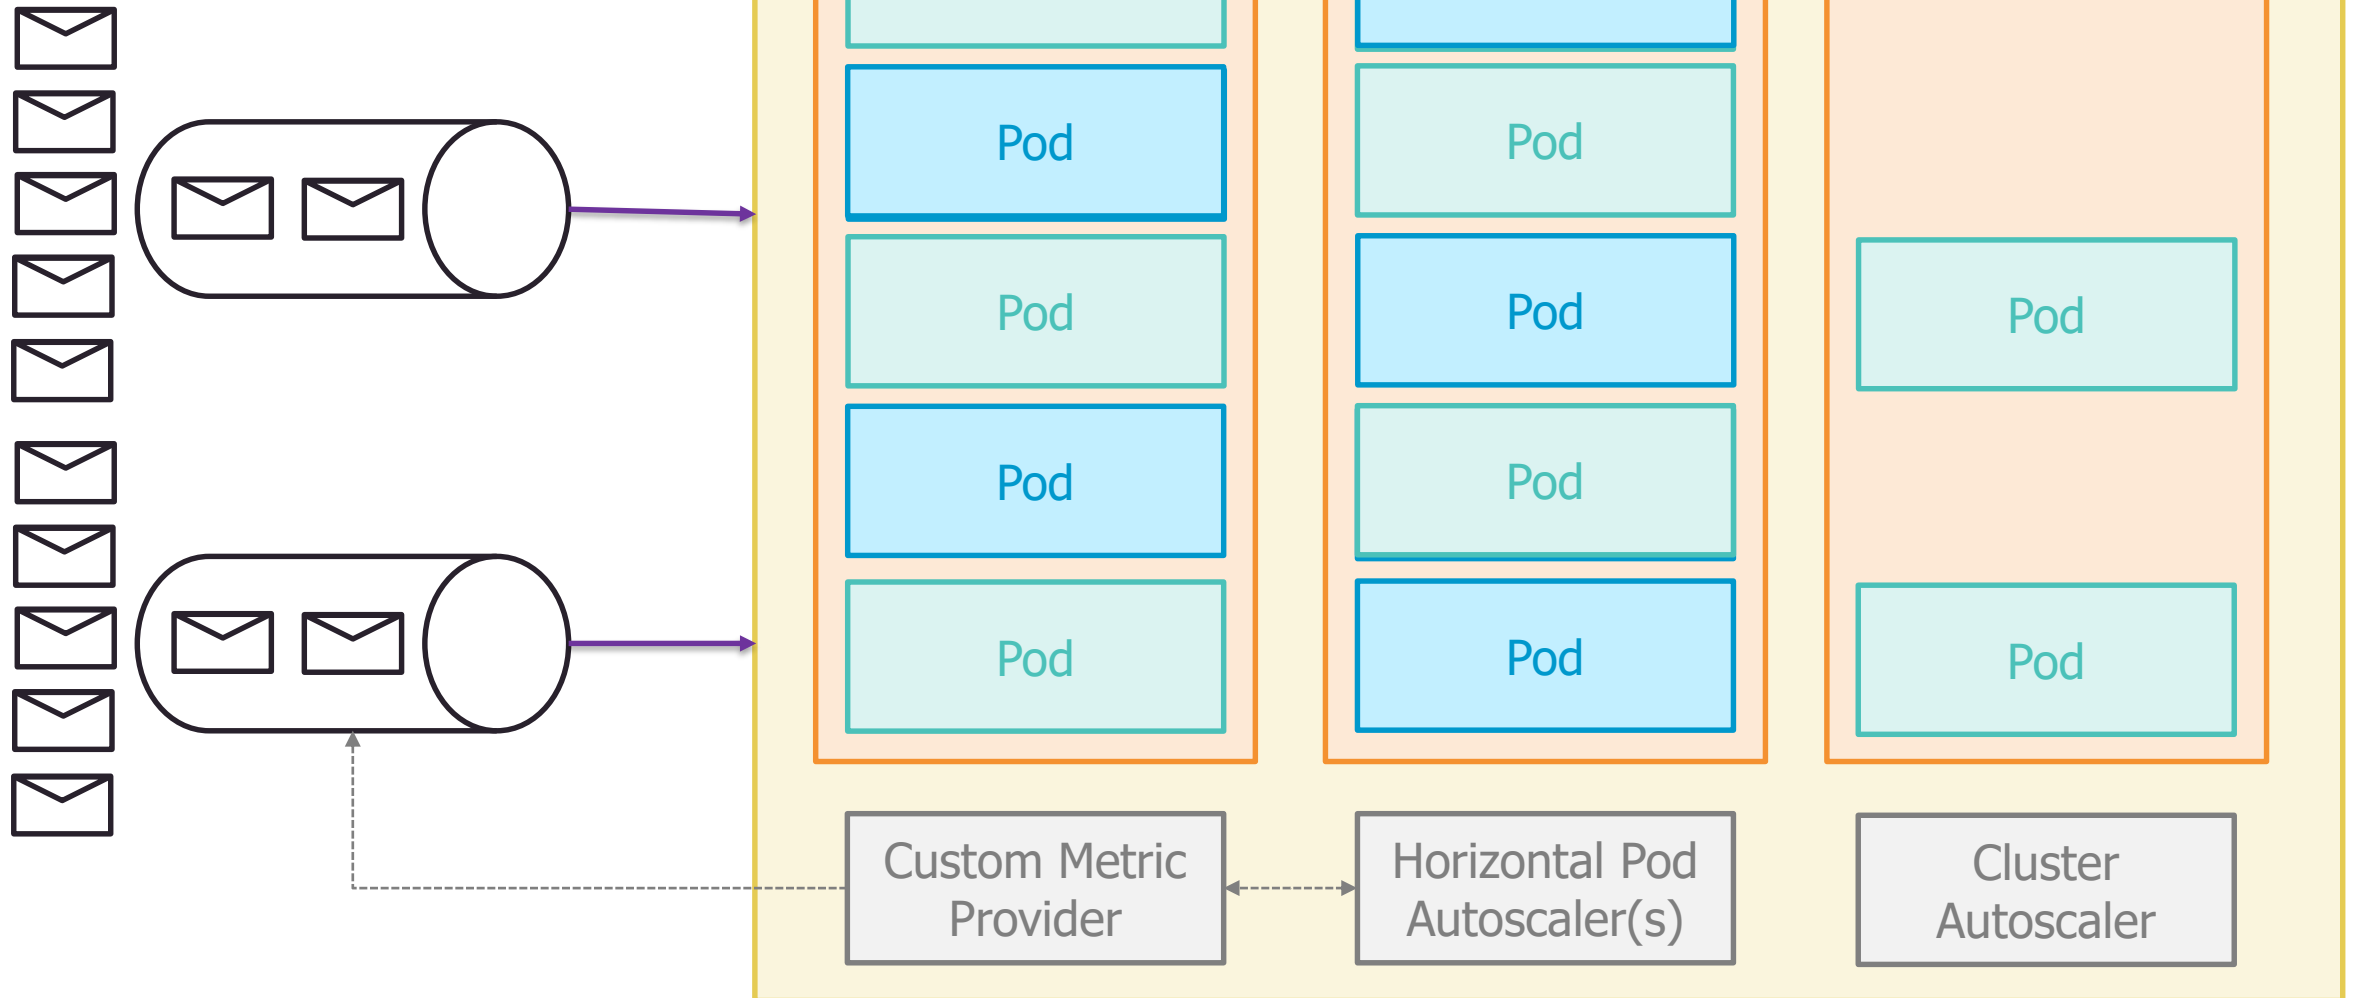 Pod
Pod
Pod
Pod
Pod
Pod
Pod
Pod
Pod
Pod
Custom Metric
Provider
Horizontal Pod
Autoscaler(s)
Cluster
Autoscaler